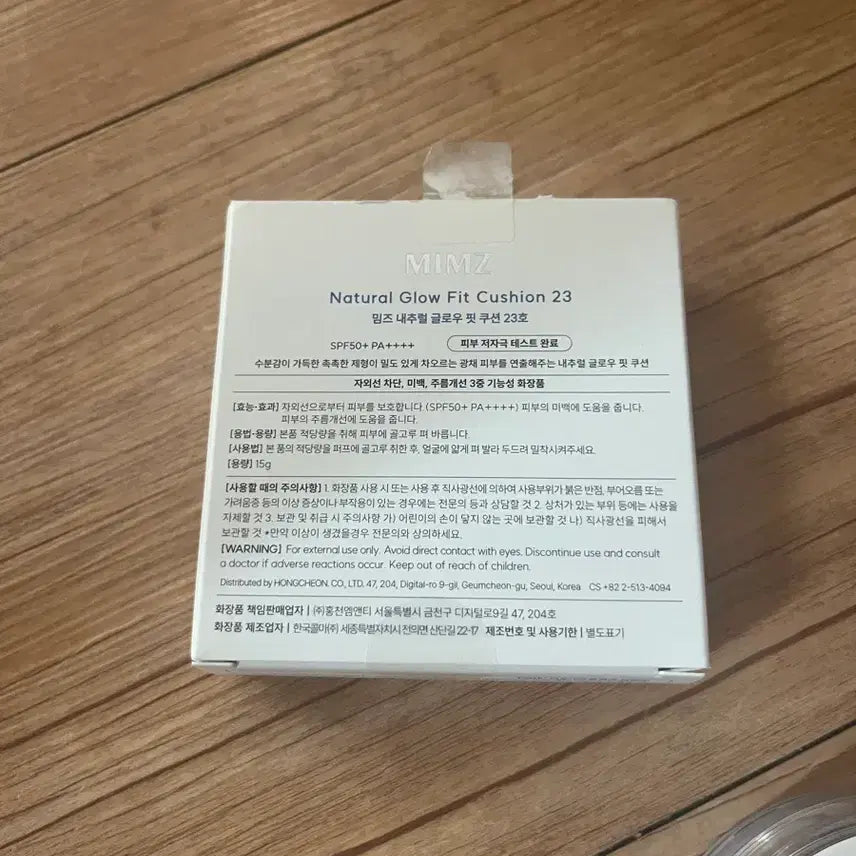 MIMZ
Natural Glow Fit Cushion 23
밈즈 내추럴 글로우 핏 쿠션 23호
SPF50+ PA++++ 피부 저자극 테스트 완료
수분감이 가득한 촉촉한 제형이 밀도 있게 차오르는 광채 피부를 연출해주는 내추럴 글로우 핏 쿠션
자외선 차단, 미백, 주름개선 3중 기능성 화장품
[효능·효과] 자외선으로부터 피부를 보호합니다 (SPF50+ PA++++) 피부의 미백에 도움을 줍니다.
피부의 주름개선에 도움을 줍니다.
[용법·용량] 본품 적당량을 취해 피부에 골고루 펴 바릅니다.
[사용법] 본 품의 적당량을 퍼프에 골고루 취한 후, 얼굴에 얇게 펴 발라 두드려 밀착시켜주세요.
[용량] 15g
[사용할 때의 주의사항] 1. 화장품 사용 시 또는 사용 후 직사광선에 의하여 사용부위가 붉은 반점, 부어오름 또는
가려움증 등의 이상 증상이나 부작용이 있는 경우에는 전문의 등과 상담할 것 2. 상처가 있는 부위 등에는 사용을
자제할 것 3. 보관 및 취급 시 주의사항 가) 어린이의 손이 닿지 않는 곳에 보관할 것 나) 직사광선을 피해서
보관할 것 *만약 이상이 생겼을경우 전문의와 상의하세요.
[WARNING] For external use only. Avoid direct contact with eyes. Discontinue use and consult
a doctor if adverse reactions occur. Keep out of reach of children.
Distributed by HONGCHEON. CO., LTD. 47, 204, Digital-ro 9-gil, Geumcheon-gu, Seoul, Korea CS +82 2-513-4094
화장품 책임판매업자 | ㈜홍천엠앤티 서울특별시 금천구 디지털로9길 47, 204호
화장품 제조업자 | 한국콜마(주) 세종특별자치시 전의면 산단길 22-17 제조번호 및 사용기한 | 별도표기